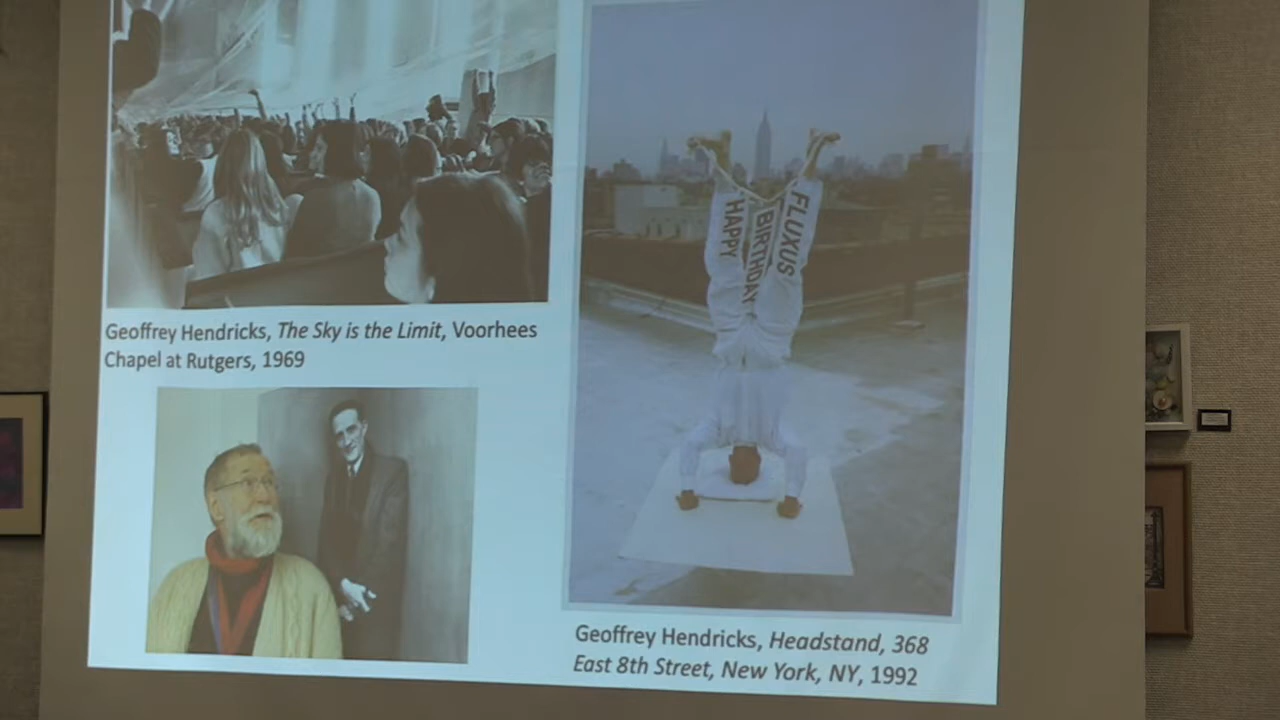 Geoffrey Hendricks, The Sky is the Limit, Voorhees
Chapel at Rutgers, 1969
HAPPY
BIRTHDAY
FLUXUS
Geoffrey Hendricks, Headstand, 368
East 8th Street, New York, NY, 1992